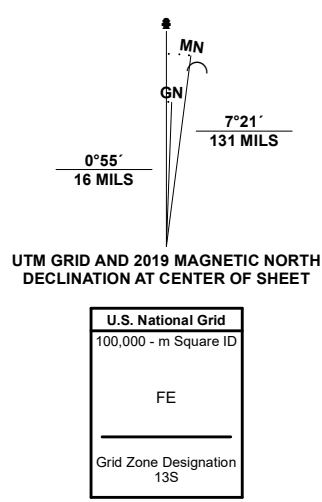 MN
GN
7°21´
131 MILS
0°55´
16 MILS
UTM GRID AND 2019 MAGNETIC NORTH
DECLINATION AT CENTER OF SHEET
U.S. National Grid
100,000 - m Square ID
FE
Grid Zone Designation
13S